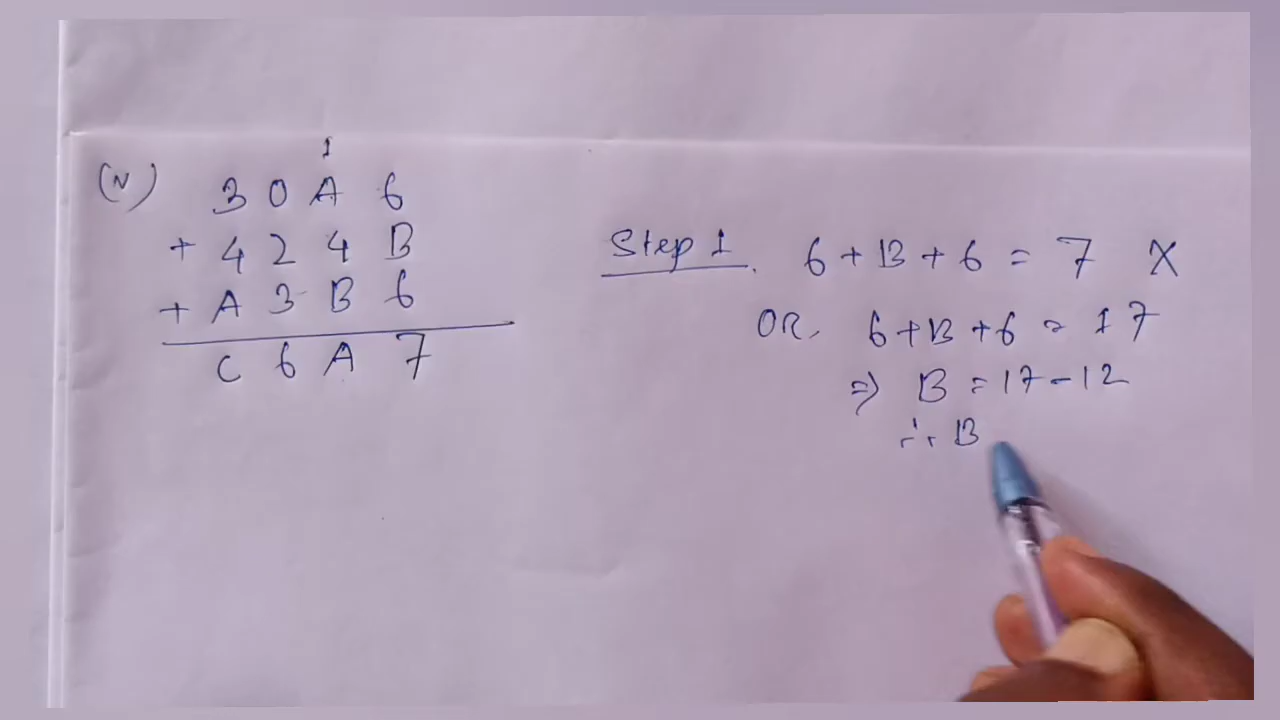 1
(N) 3 0 A 6
+ 4 2 4 B
+ A 3 B 6
C 6 A 7
Step 1. 6 + B + 6 = 7 X
OR, 6 + B + 6 = 17
⇒ B = 17 - 12
∴ B